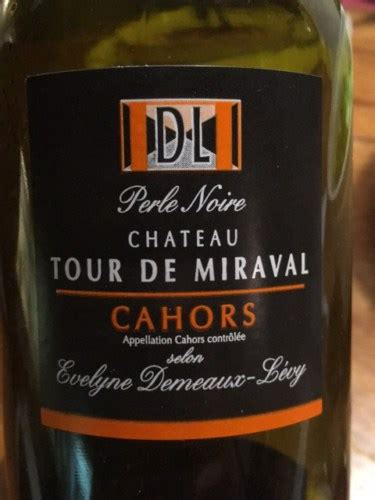 DL
Perle Noire
CHATEAU
TOUR DE MIRAVAL
CAHORS
Appellation Cahors contrôlée
selon
Evelyne Demeaux-Lévy